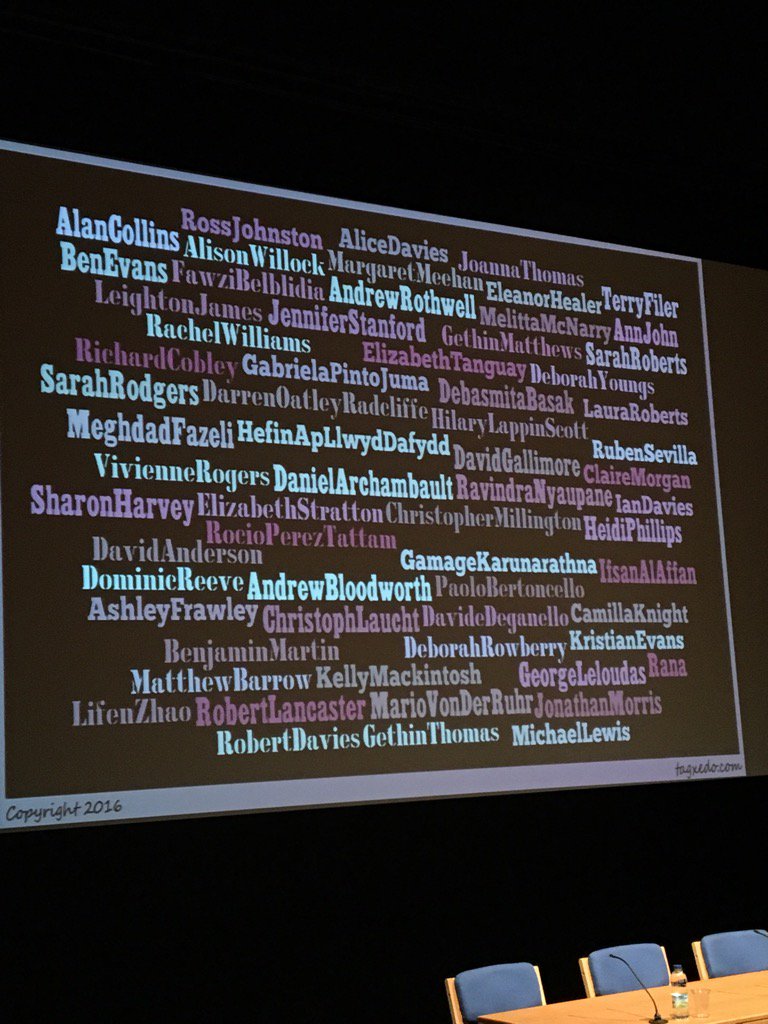 RossJohnston
AlanCollins AliceDavies
AlisonWillock JoannaThomas
BenEvans MargaretMeehan
FawziBelblidia EleanorHealer TerryFiler
LeightonJames AndrewRothwell MelittaMcNarry AnnJohn
JenniferStanford GethinMatthews
RachelWilliams SarahRoberts
RichardCobley ElizabethTanguay DeborahYoungs
GabrielaPintoJuma DebasmitaBasak
SarahRodgers DarrenOatleyRadcliffe LauraRoberts
HilaryLappinScott
MeghdadFazeli HefinApLlwydDafydd RubenSevilla
DavidGallimore ClaireMorgan
VivienneRogers DanielArchambault RavindraNyaupane IanDavies
SharonHarvey ElizabethStratton ChristopherMillington HeidiPhillips
RocioPerezTattam
DavidAnderson GamageKarunarathna IfsanAlAffan
DominicReeve AndrewBloodworth PaoloBertoncello
AshleyFrawley ChristophLaucht DavideDeganello CamillaKnight
BenjaminMartin DeborahRowberry KristianEvans
MatthewBarrow KellyMackintosh GeorgeLeloudas Rana
LifenZhao RobertLancaster MarioVonDerRuhr JonathanMorris
RobertDavies GethinThomas MichaelLewis
tagxedo.com
Copyright 2016